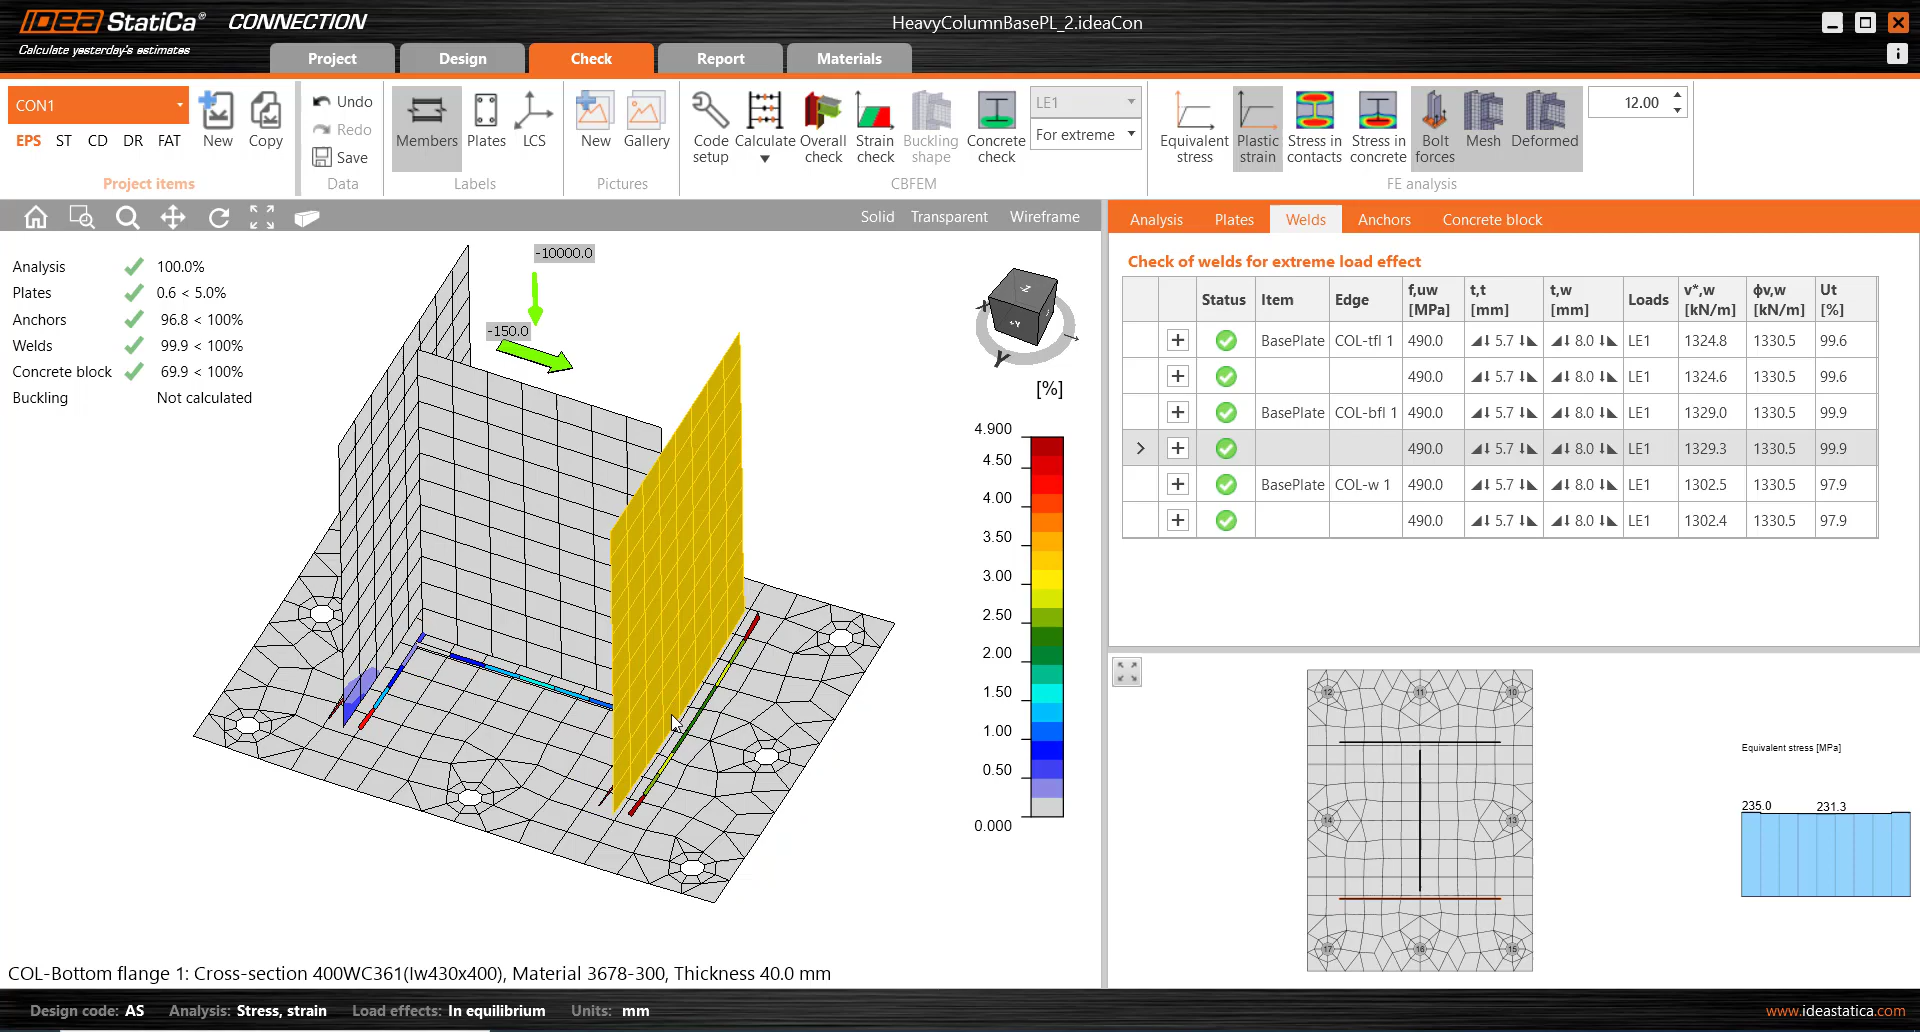 IDEA StatiCa® CONNECTION
Calculate yesterday's estimates
HeavyColumnBasePL_2.ideaCon
Project Design Check Report Materials
CON1
EPS ST CD DR FAT
New Copy
Project items
Undo
Redo
Save
Data
Members Plates LCS
Labels
New Gallery
Pictures
Code setup Calculate Overall check Strain check Buckling shape Concrete check
LE1
For extreme
CBFEM
Equivalent stress Plastic strain Stress in contacts Stress in concrete Bolt forces Mesh Deformed
12.00
FE analysis
Solid Transparent Wireframe
Analysis 100.0%
Plates 0.6 < 5.0%
Anchors 96.8 < 100%
Welds 99.9 < 100%
Concrete block 69.9 < 100%
Buckling Not calculated
-10000.0
-150.0
-Z
+Y
Y
[%]
4.900
4.50
4.00
3.50
3.00
2.50
2.00
1.50
1.00
0.50
0.000
COL-Bottom flange 1: Cross-section 400WC361(Iw430x400), Material 3678-300, Thickness 40.0 mm
Analysis Plates Welds Anchors Concrete block
Check of welds for extreme load effect
Status Item Edge f,uw [MPa] t,t [mm] t,w [mm] Loads v*,w [kN/m] ϕv,w [kN/m] Ut [%]
BasePlate COL-tfl 1 490.0 5.7 8.0 LE1 1324.8 1330.5 99.6
490.0 5.7 8.0 LE1 1324.6 1330.5 99.6
BasePlate COL-bfl 1 490.0 5.7 8.0 LE1 1329.0 1330.5 99.9
490.0 5.7 8.0 LE1 1329.3 1330.5 99.9
BasePlate COL-w 1 490.0 5.7 8.0 LE1 1302.5 1330.5 97.9
490.0 5.7 8.0 LE1 1302.4 1330.5 97.9
12 11 10
14 13
17 16 15
Equivalent stress [MPa]
235.0 231.3
Design code: AS Analysis: Stress, strain Load effects: In equilibrium Units: mm
www.ideastatica.com